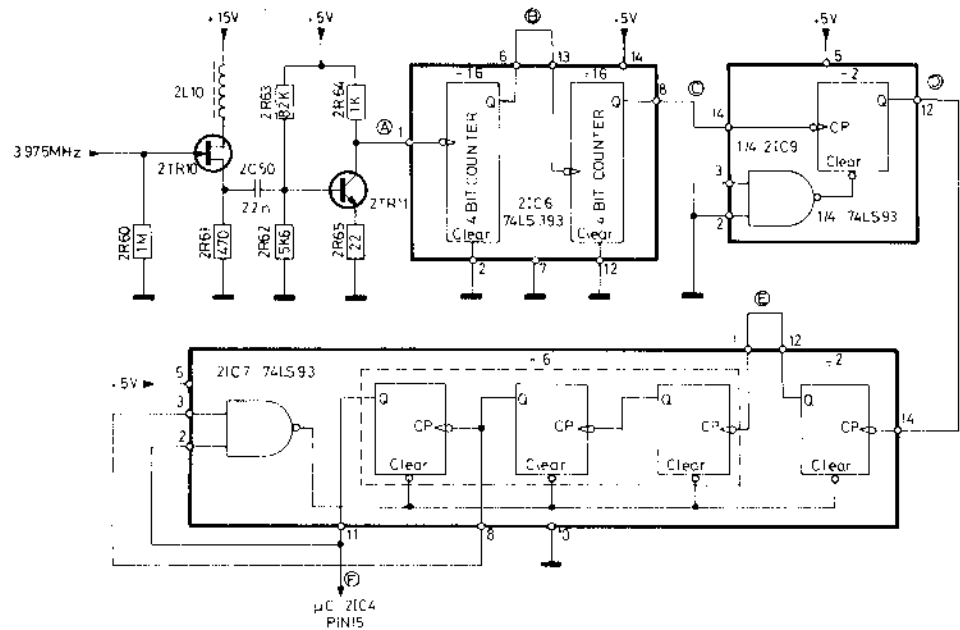 +15V
+5V
B
+5V
+5V
6
13
14
5
÷16
÷16
÷2
2L10
2R63
82K
2R64
1K
Q
Q
8
C
Q
12
D
A
1
14
CP
3.975MHz
2TR10
2C50
22n
2TR11
4 BIT COUNTER
4 BIT COUNTER
2IC6
74LS393
1/4 2IC9
Clear
3
2
1/4 74LS93
2R60
1M
2R61
470
2R62
5K6
2R65
22
Clear
Clear
2
7
12
E
1
12
÷6
÷2
+5V
5
2IC7 74LS93
3
2
Q
Q
Q
Q
CP
CP
CP
CP
14
Clear
Clear
Clear
Clear
11
8
10
F
µC 2IC4
PIN15